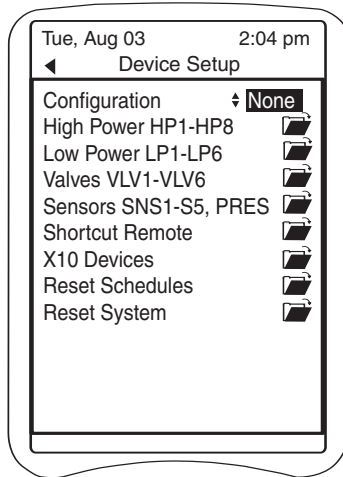 Tue, Aug 03 2:04 pm
Device Setup
Configuration None
High Power HP1-HP8
Low Power LP1-LP6
Valves VLV1-VLV6
Sensors SNS1-S5, PRES
Shortcut Remote
X10 Devices
Reset Schedules
Reset System